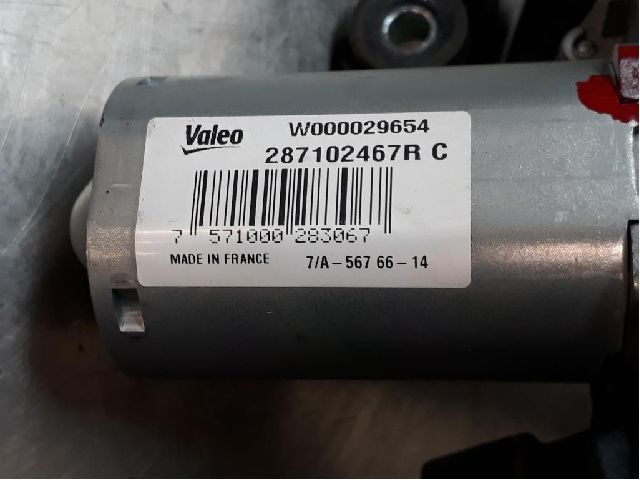 Valeo W000029654
287102467R C
7 571000 283067
MADE IN FRANCE 7/A-567 66-14